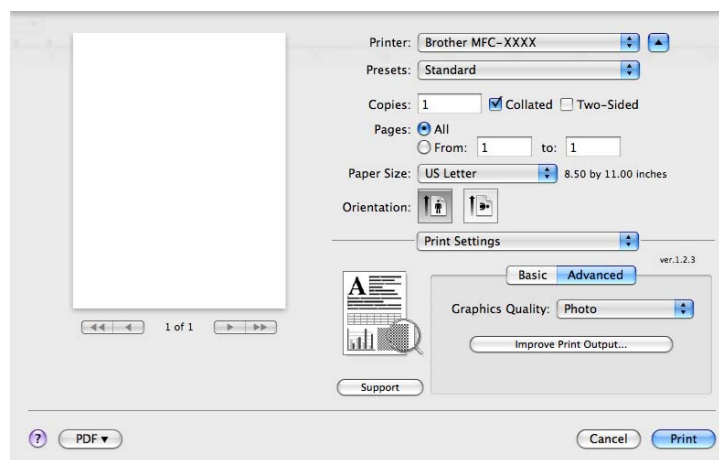 Printer: Brother MFC-XXXX
Presets: Standard
Copies: 1 Collated Two-Sided
Pages: All
From: 1 to: 1
Paper Size: US Letter 8.50 by 11.00 inches
Orientation:
Print Settings
ver.1.2.3
Basic Advanced
Graphics Quality: Photo
Improve Print Output...
A
1 of 1
Support
? PDF ▼ Cancel Print